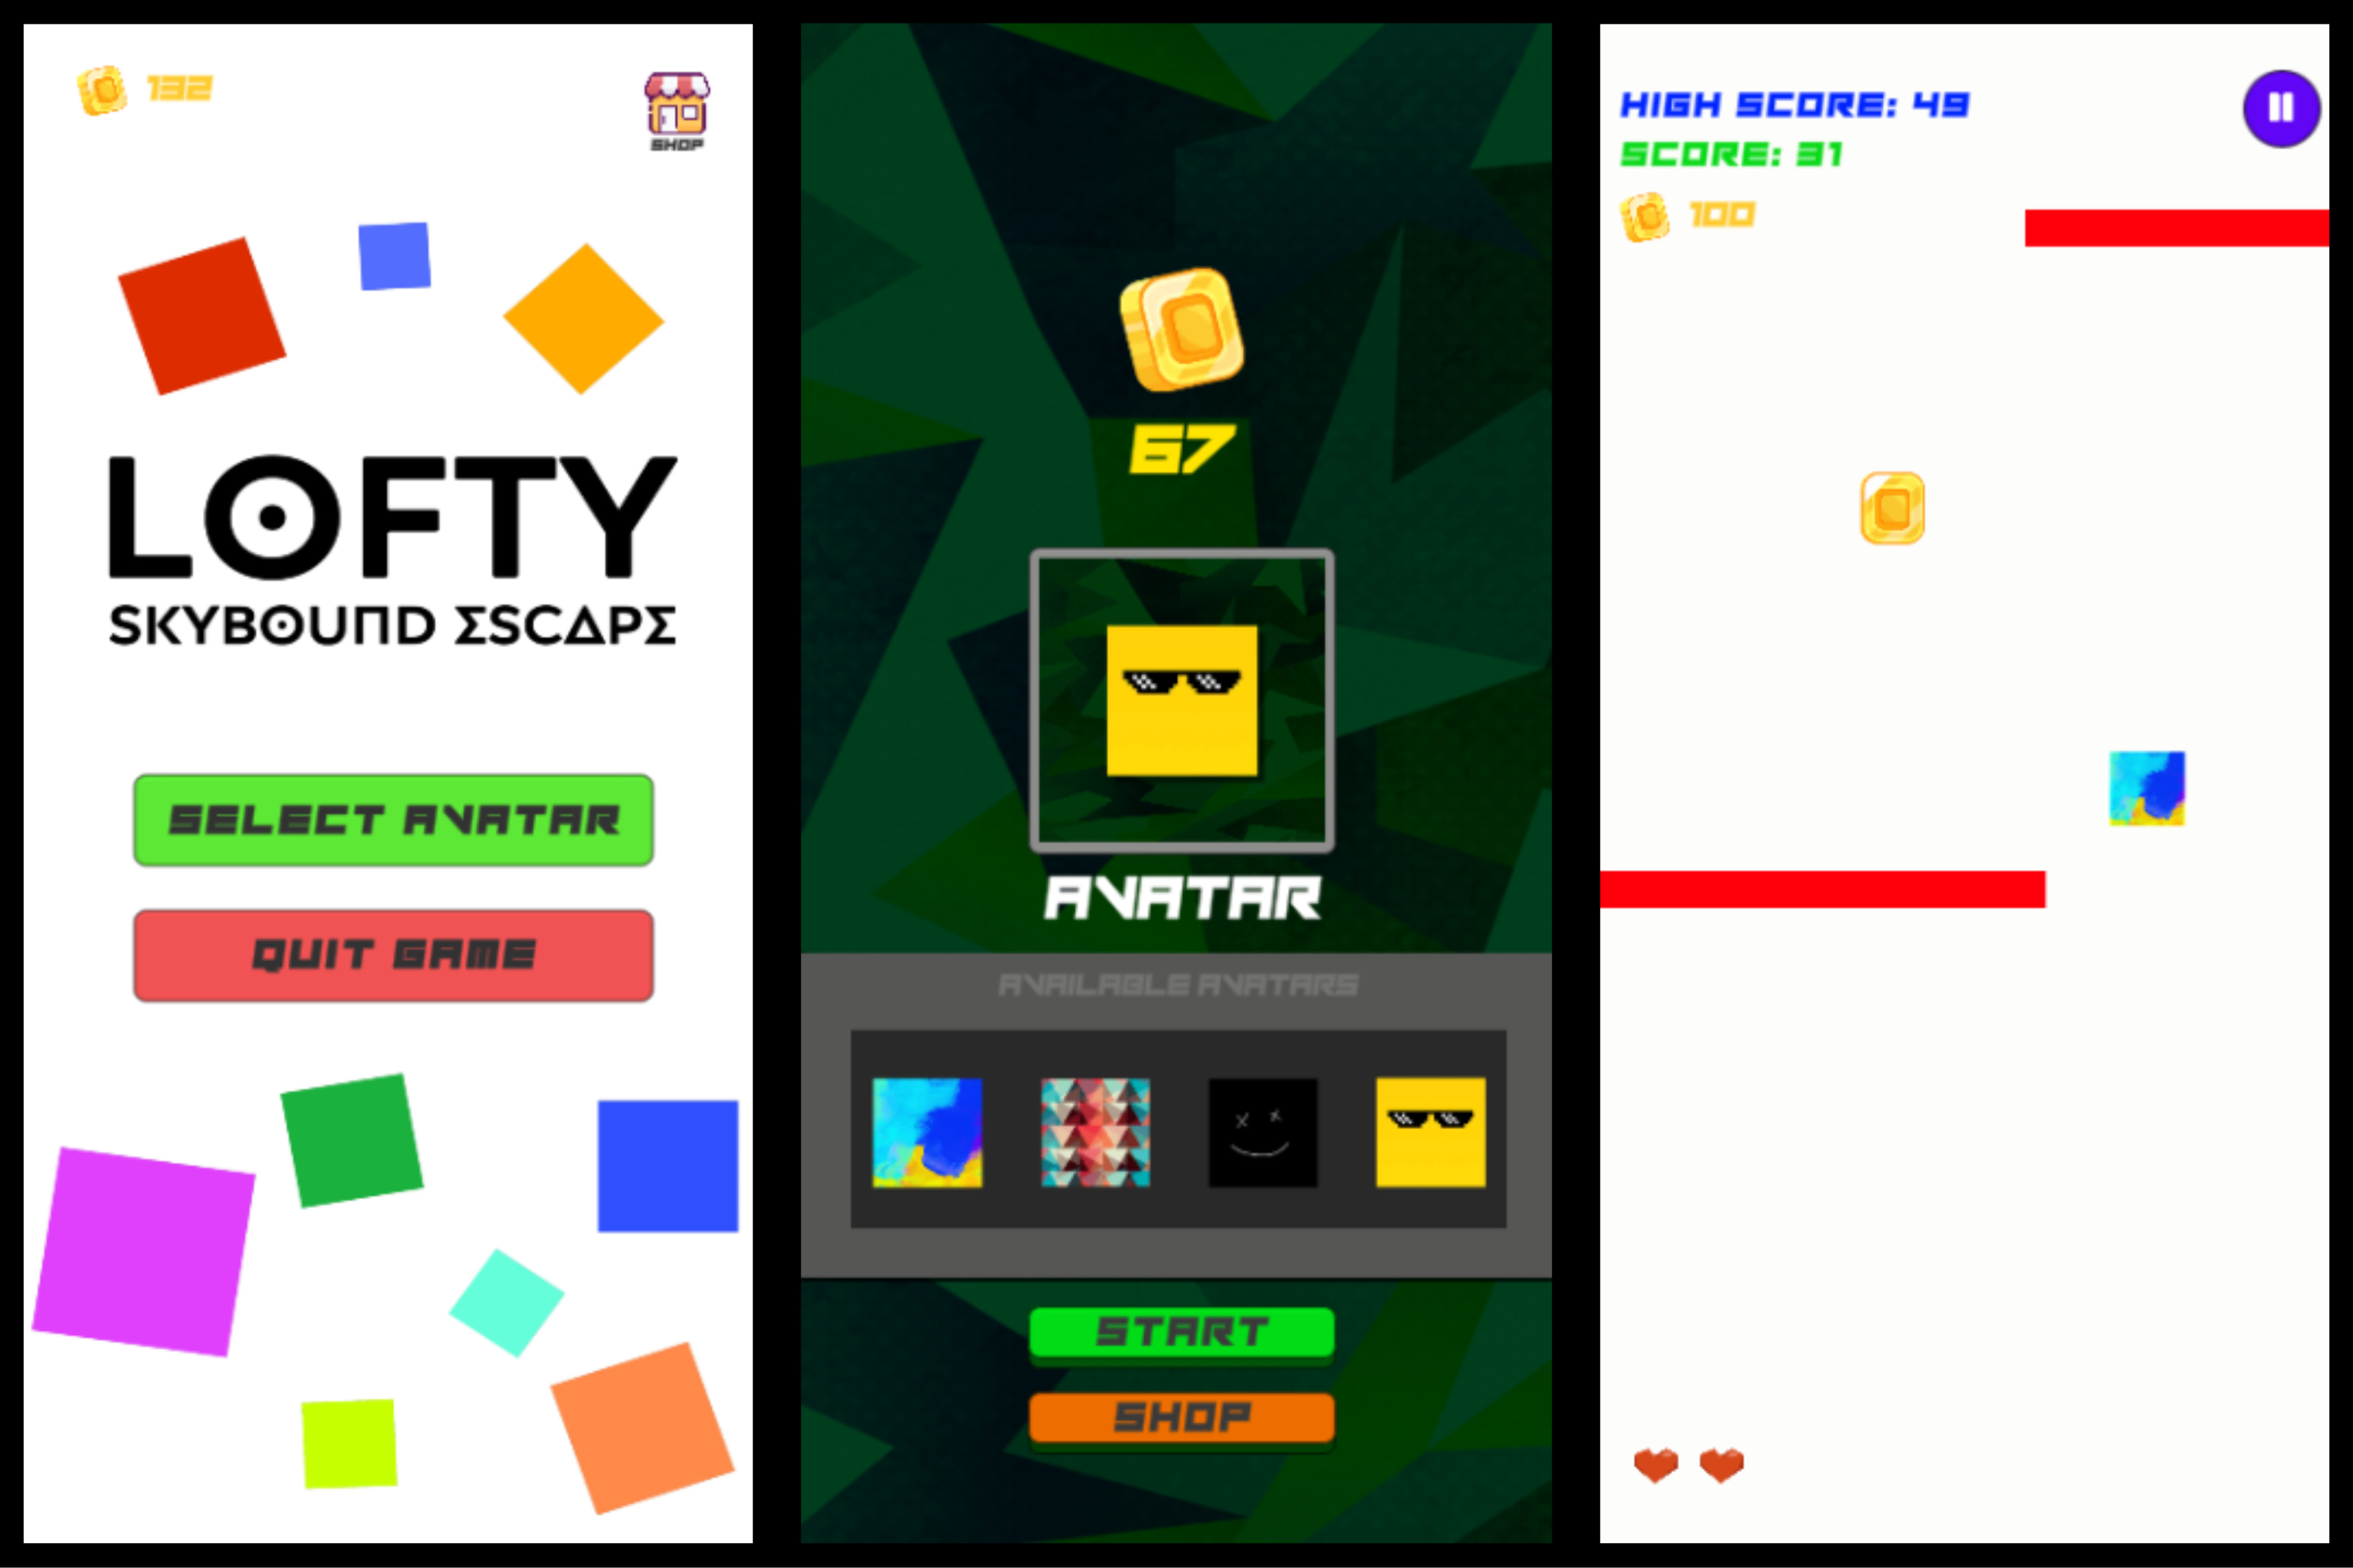 132
SHOP
LOFTY
SKYBOUND ΣSCAPΣ
SELECT AVATAR
QUIT GAME
67
AVATAR
AVAILABLE AVATARS
START
SHOP
HIGH SCORE: 49
SCORE: 31
100